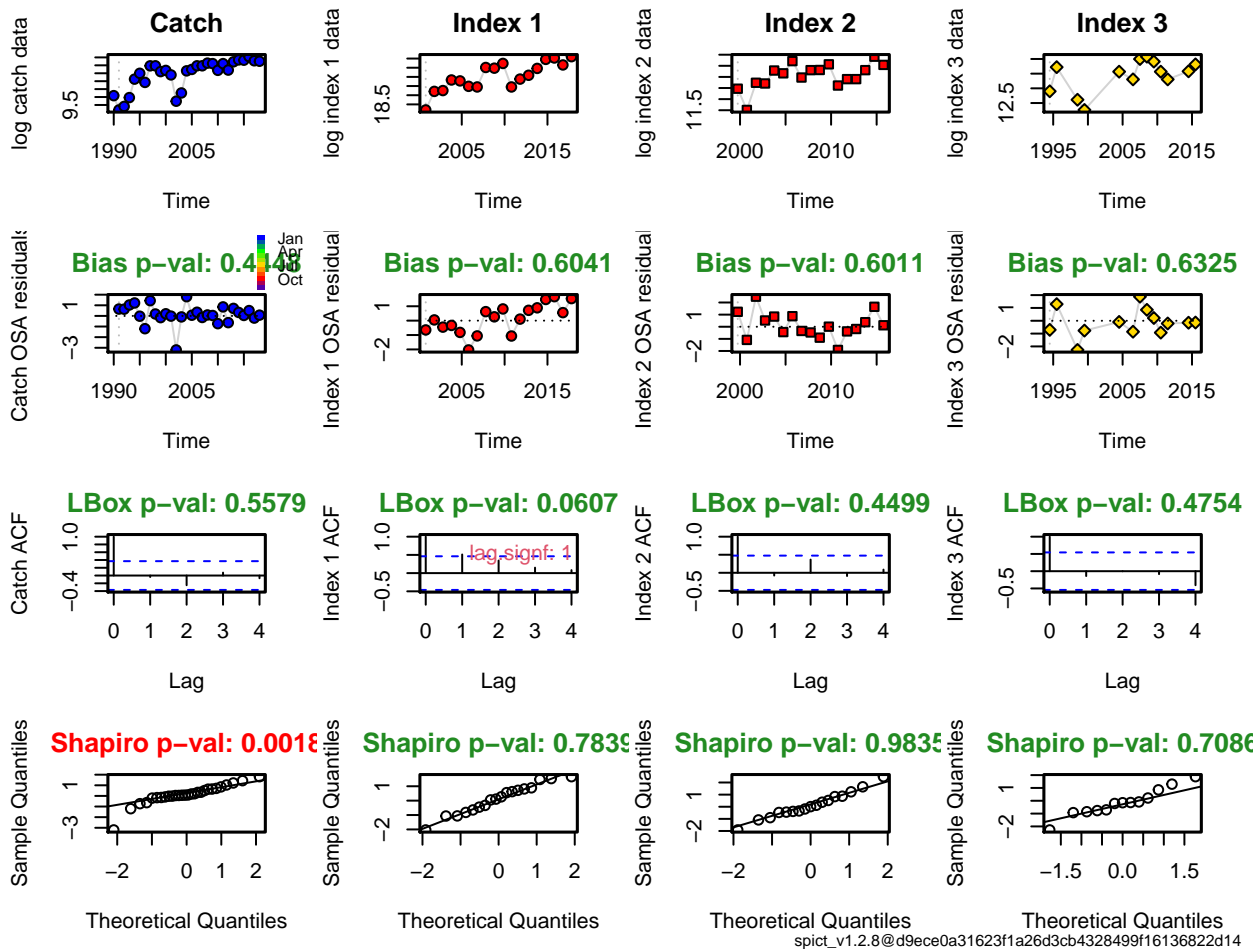 Catch
Index 1
Index 2
Index 3
log catch data
9.5
1990
2005
Time
log index 1 data
18.5
2005
2015
Time
log index 2 data
11.5
2000
2010
Time
log index 3 data
12.5
1995
2005
2015
Time
Jan
Apr
Jul
Oct
Bias p−val: 0.4448
Bias p−val: 0.6041
Bias p−val: 0.6011
Bias p−val: 0.6325
Catch OSA residuals
1
−3
1990
2005
Time
Index 1 OSA residual
1
−2
2005
2015
Time
Index 2 OSA residual
1
−2
2000
2010
Time
Index 3 OSA residual
1
−2
1995
2005
2015
Time
LBox p−val: 0.5579
LBox p−val: 0.0607
LBox p−val: 0.4499
LBox p−val: 0.4754
Catch ACF
1.0
−0.4
0 1 2 3 4
Lag
Index 1 ACF
1.0
−0.5
lag signf: 1
0 1 2 3 4
Lag
Index 2 ACF
1.0
−0.5
0 1 2 3 4
Lag
Index 3 ACF
−0.5
0 1 2 3 4
Lag
Shapiro p−val: 0.0018
Shapiro p−val: 0.7839
Shapiro p−val: 0.9835
Shapiro p−val: 0.7086
Sample Quantiles
1
−3
−2 0 1 2
Theoretical Quantiles
Sample Quantiles
1
−2
−2 0 1 2
Theoretical Quantiles
Sample Quantiles
1
−2
−2 0 1 2
Theoretical Quantiles
Sample Quantiles
1
−2
−1.5 0.0 1.5
Theoretical Quantiles
spict_v1.2.8@d9ece0a31623f1a26d3cb4328499f16136822d14